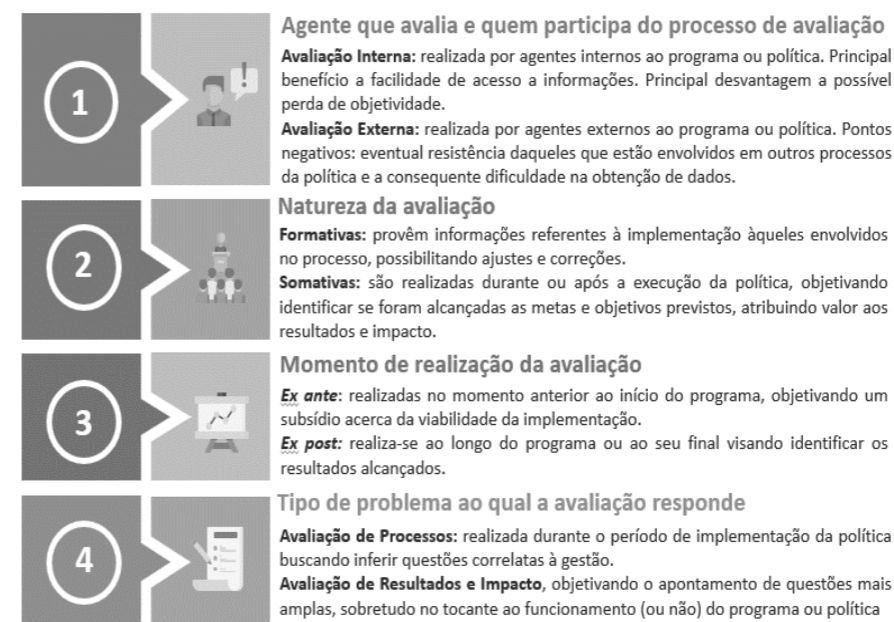 1
Agente que avalia e quem participa do processo de avaliação
Avaliação Interna: realizada por agentes internos ao programa ou política. Principal
benefício a facilidade de acesso a informações. Principal desvantagem a possível
perda de objetividade.
Avaliação Externa: realizada por agentes externos ao programa ou política. Pontos
negativos: eventual resistência daqueles que estão envolvidos em outros processos
da política e a consequente dificuldade na obtenção de dados.
2
Natureza da avaliação
Formativas: provêm informações referentes à implementação àqueles envolvidos
no processo, possibilitando ajustes e correções.
Somativas: são realizadas durante ou após a execução da política, objetivando
identificar se foram alcançadas as metas e objetivos previstos, atribuindo valor aos
resultados e impacto.
3
Momento de realização da avaliação
Ex ante: realizadas no momento anterior ao início do programa, objetivando um
subsídio acerca da viabilidade da implementação.
Ex post: realiza-se ao longo do programa ou ao seu final visando identificar os
resultados alcançados.
4
Tipo de problema ao qual a avaliação responde
Avaliação de Processos: realizada durante o período de implementação da política
buscando inferir questões correlatas à gestão.
Avaliação de Resultados e Impacto, objetivando o apontamento de questões mais
amplas, sobretudo no tocante ao funcionamento (ou não) do programa ou política